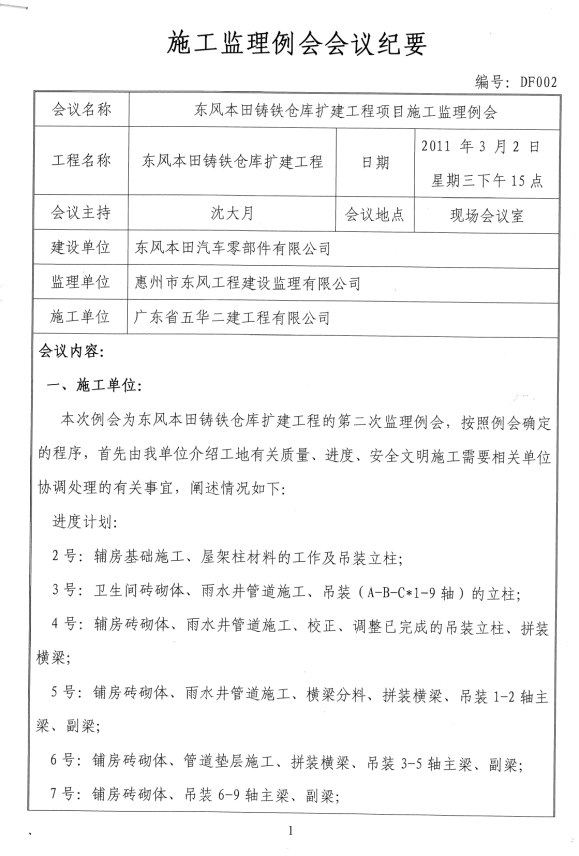 施工监理例会会议纪要
编号：DF002
会议名称 东风本田铸铁仓库扩建工程项目施工监理例会
工程名称 东风本田铸铁仓库扩建工程 日期 2011 年 3 月 2 日
星期三下午 15 点
会议主持 沈大月 会议地点 现场会议室
建设单位 东风本田汽车零部件有限公司
监理单位 惠州市东风工程建设监理有限公司
施工单位 广东省五华二建工程有限公司
会议内容：
一、施工单位：
本次例会为东风本田铸铁仓库扩建工程的第二次监理例会，按照例会确定
的程序，首先由我单位介绍工地有关质量、进度、安全文明施工需要相关单位
协调处理的有关事宜，阐述情况如下：
进度计划：
2 号：辅房基础施工、屋架柱材料的工作及吊装立柱；
3 号：卫生间砖砌体、雨水井管道施工、吊装（A-B-C*1-9 轴）的立柱；
4 号：辅房砖砌体、雨水井管道施工、校正、调整已完成的吊装立柱、拼装
横梁；
5 号：铺房砖砌体、雨水井管道施工、横梁分料、拼装横梁、吊装 1-2 轴主
梁、副梁；
6 号：铺房砖砌体、管道垫层施工、拼装横梁、吊装 3-5 轴主梁、副梁；
7 号：铺房砖砌体、吊装 6-9 轴主梁、副梁；
1